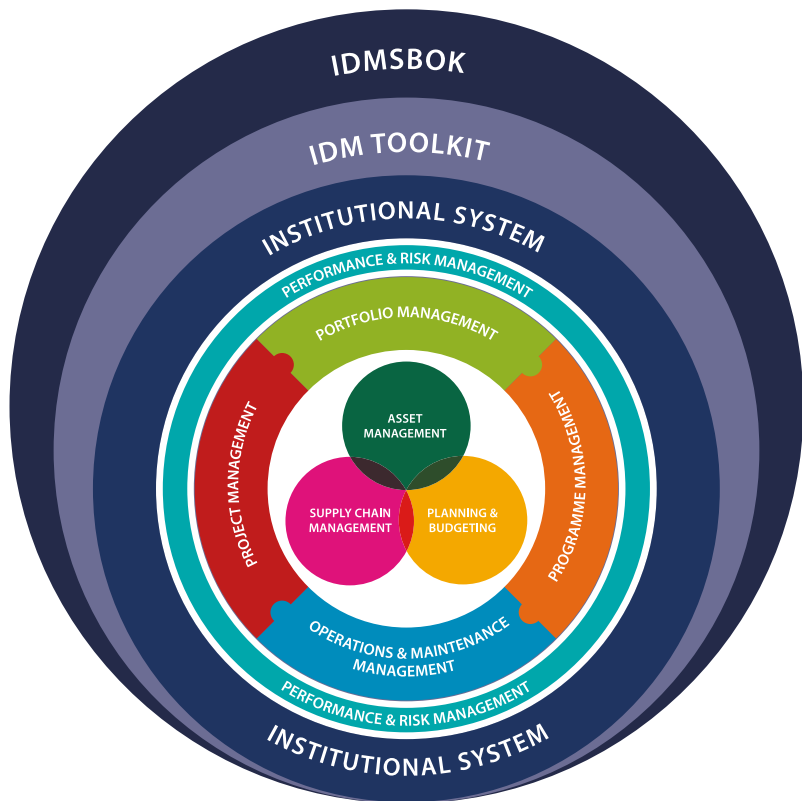 IDMSBOK
IDM TOOLKIT
INSTITUTIONAL SYSTEM
PERFORMANCE & RISK MANAGEMENT
PORTFOLIO MANAGEMENT
PROJECT MANAGEMENT
PROGRAMME MANAGEMENT
ASSET
MANAGEMENT
SUPPLY CHAIN
MANAGEMENT
PLANNING &
BUDGETING
OPERATIONS & MAINTENANCE
MANAGEMENT
PERFORMANCE & RISK MANAGEMENT
INSTITUTIONAL SYSTEM